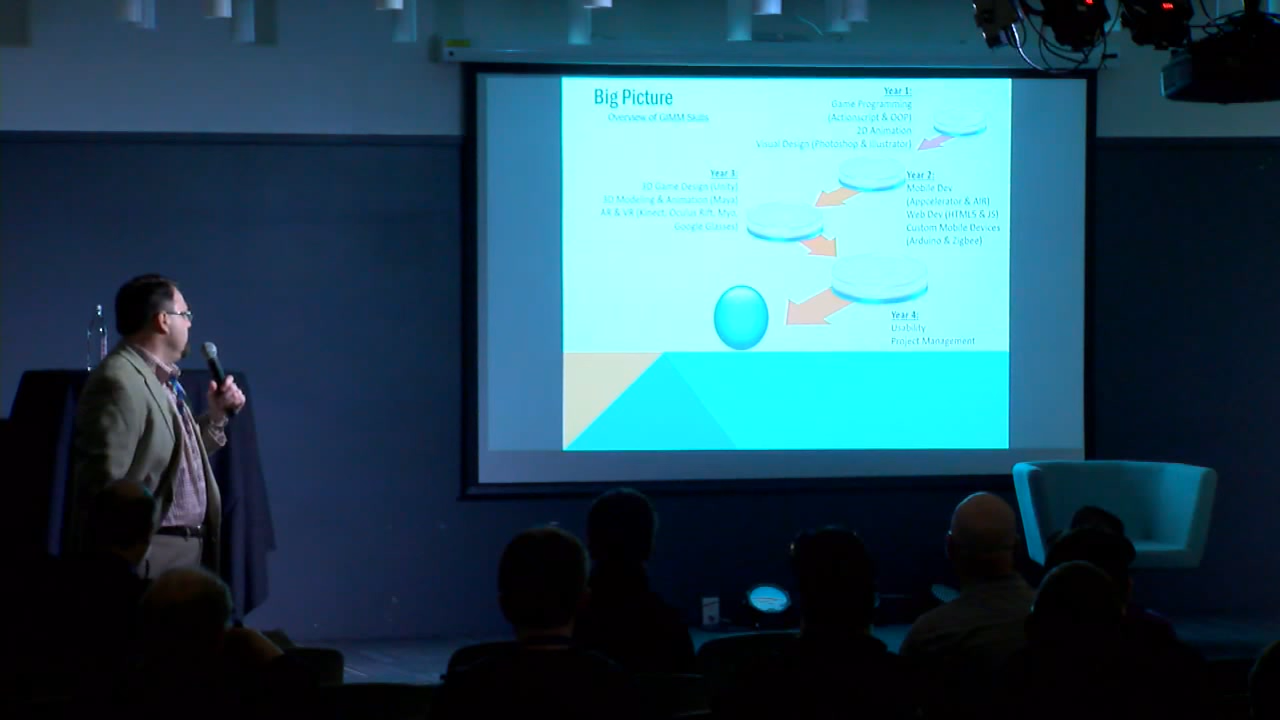 Big Picture
Overview of GIMM Skills
Year 1:
Game Programming
(Actionscript & OOP)
2D Animation
Visual Design (Photoshop & Illustrator)
Year 2:
Mobile Dev
(Appcelerator & AIR)
Web Dev (HTML5 & JS)
Custom Mobile Devices
(Arduino & Zigbee)
Year 3:
3D Game Design (Unity)
3D Modeling & Animation (Maya)
AR & VR (Kinect, Oculus Rift, Myo,
Google Glasses)
Year 4:
Usability
Project Management